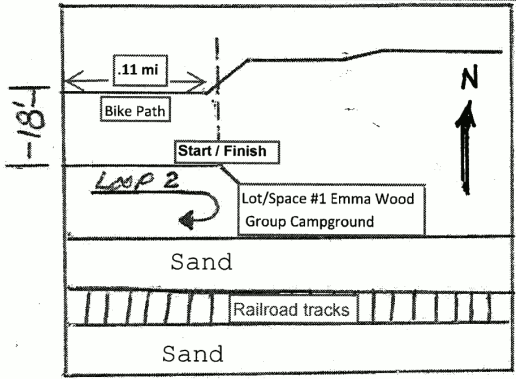 .11 mi
N
Bike Path
-18'-
Start / Finish
LOOP 2
Lot/Space #1 Emma Wood
Group Campground
Sand
Railroad tracks
Sand